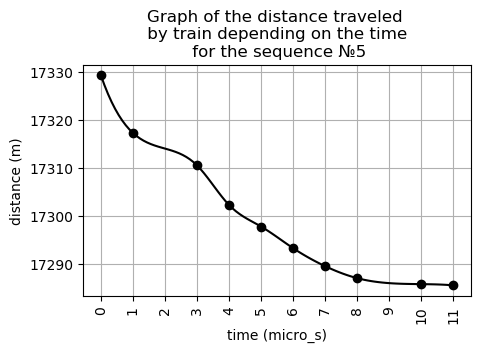 Graph of the distance traveled
by train depending on the time
for the sequence №5
17330
17320
17310
17300
17290
distance (m)
0 1 2 3 4 5 6 7 8 9 10 11
time (micro_s)